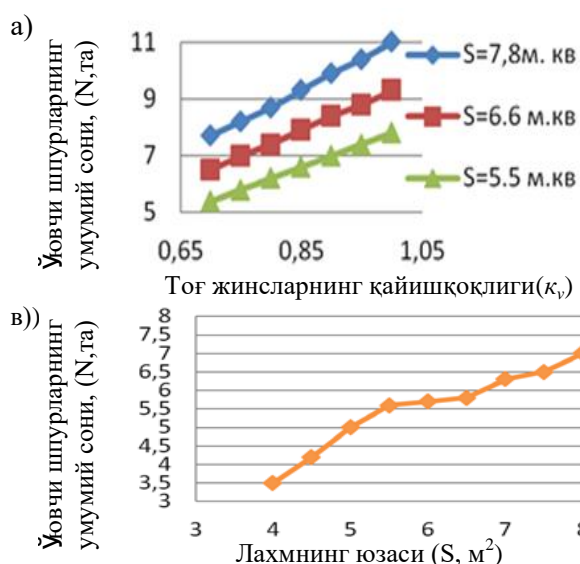 а)
Ўювчи шпурларнинг
умумий сони, (N,та)
11
9
7
5
0,65
0,85
1,05
S=7,8м. кв
S=6.6 м.кв
S=5.5 м.кв
Тоғ жинсларнинг қайишқоқлиги(κᵥ)
в))
Ўювчи шпурларнинг
умумий сони, (N,та)
8
7,5
7
6,5
6
5,5
5
4,5
4
3,5
3
3
4
5
6
7
8
Лахмнинг юзаси (S, м²)